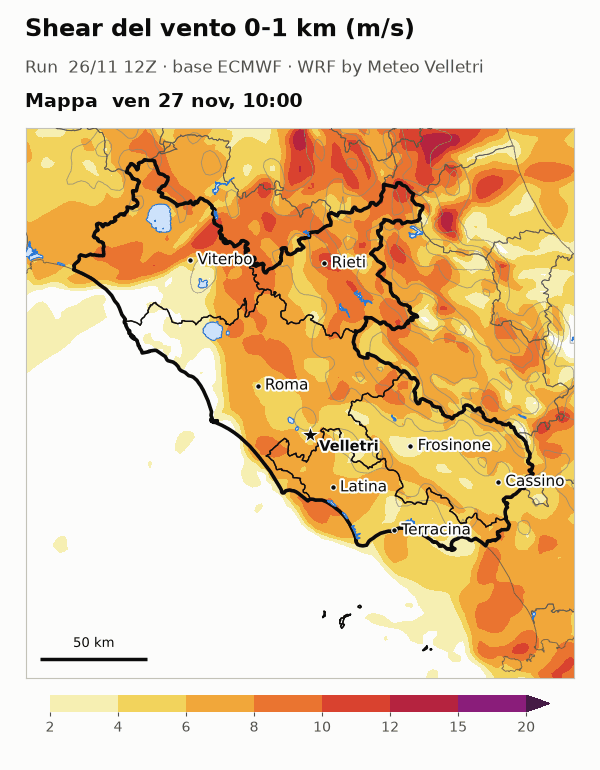 Shear del vento 0-1 km (m/s)
Run  26/11 12Z · base ECMWF · WRF by Meteo Velletri
Mappa  ven 27 nov, 10:00
Viterbo
Rieti
Roma
Velletri
Frosinone
Latina
Cassino
Terracina
50 km
2 4 6 8 10 12 15 20